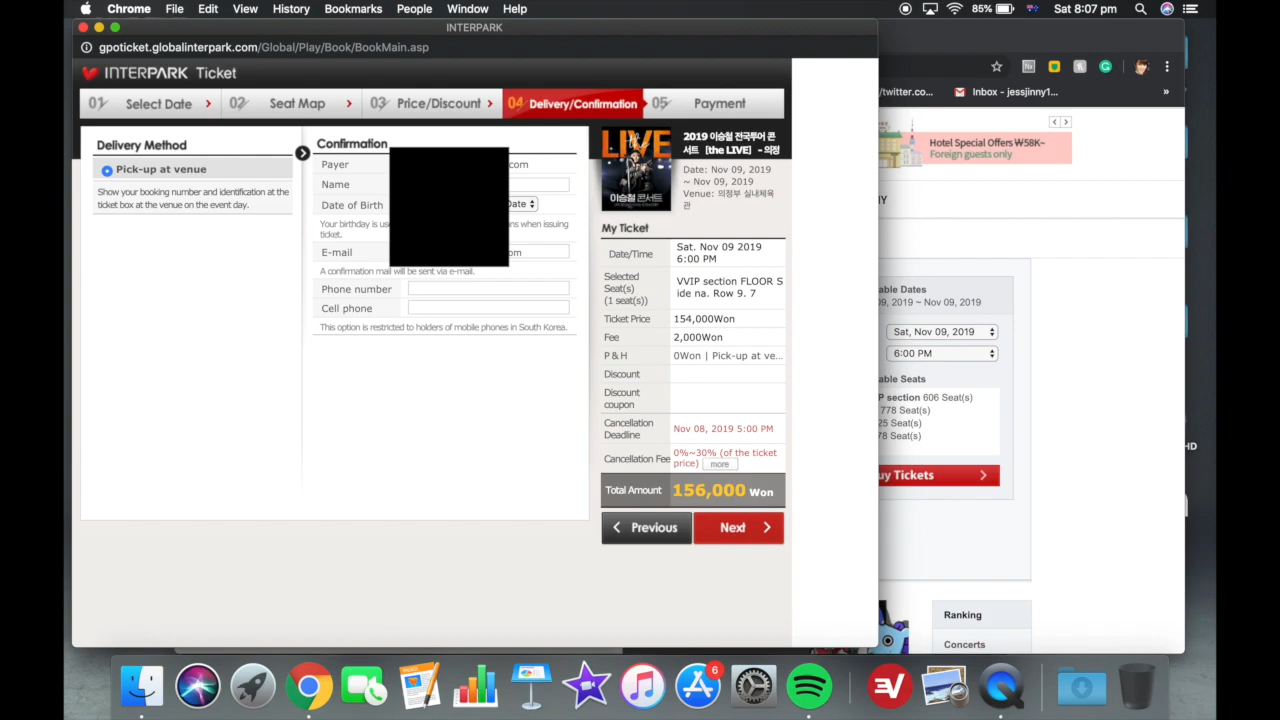 Chrome File Edit View History Bookmarks People Window Help
85% Sat 8:07 pm
INTERPARK
gpoticket.globalinterpark.com/Global/Play/Book/BookMain.asp
INTERPARK Ticket
01 Select Date 02 Seat Map 03 Price/Discount 04 Delivery/Confirmation 05 Payment
Delivery Method
Pick-up at venue
Show your booking number and identification at the
ticket box at the venue on the event day.
Confirmation
Payer com
Name
Date of Birth Date
Your birthday is us ns when issuing
ticket.
E-mail om
A confirmation mail will be sent via e-mail.
Phone number
Cell phone
This option is restricted to holders of mobile phones in South Korea.
LIVE
이승철 콘서트
2019 이승철 전국투어 콘
서트 [the LIVE] - 의정
Date: Nov 09, 2019
~ Nov 09, 2019
Venue: 의정부 실내체육
관
My Ticket
Date/Time Sat. Nov 09 2019
6:00 PM
Selected
Seat(s)
(1 seat(s))
VVIP section FLOOR S
ide na. Row 9. 7
Ticket Price 154,000Won
Fee 2,000Won
P & H 0Won | Pick-up at ve...
Discount
Discount
coupon
Cancellation
Deadline
Nov 08, 2019 5:00 PM
Cancellation Fee 0%~30% (of the ticket
price) more
Total Amount 156,000 Won
Previous Next
/twitter.co... Inbox - jessjinny1... »
Hotel Special Offers ₩58K~
Foreign guests only
NY
able Dates
09, 2019 ~ Nov 09, 2019
Sat, Nov 09, 2019
6:00 PM
able Seats
P section 606 Seat(s)
778 Seat(s)
25 Seat(s)
78 Seat(s)
uy Tickets
HD
Ranking
Concerts
6